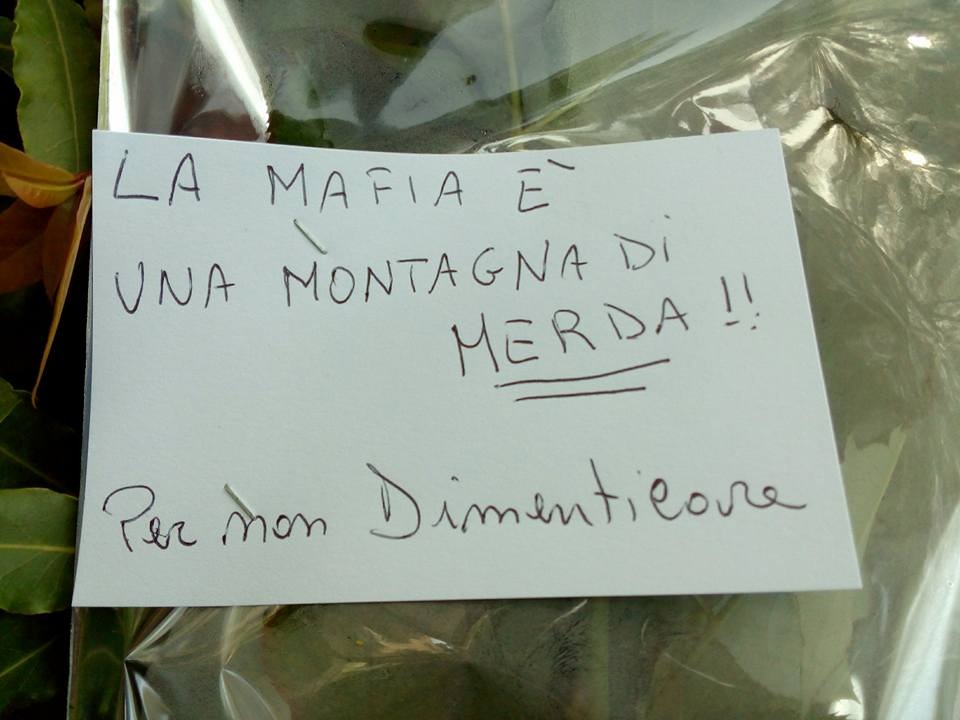 LA MAFIA È
UNA MONTAGNA Di
MERDA !!
Per non Dimenticare